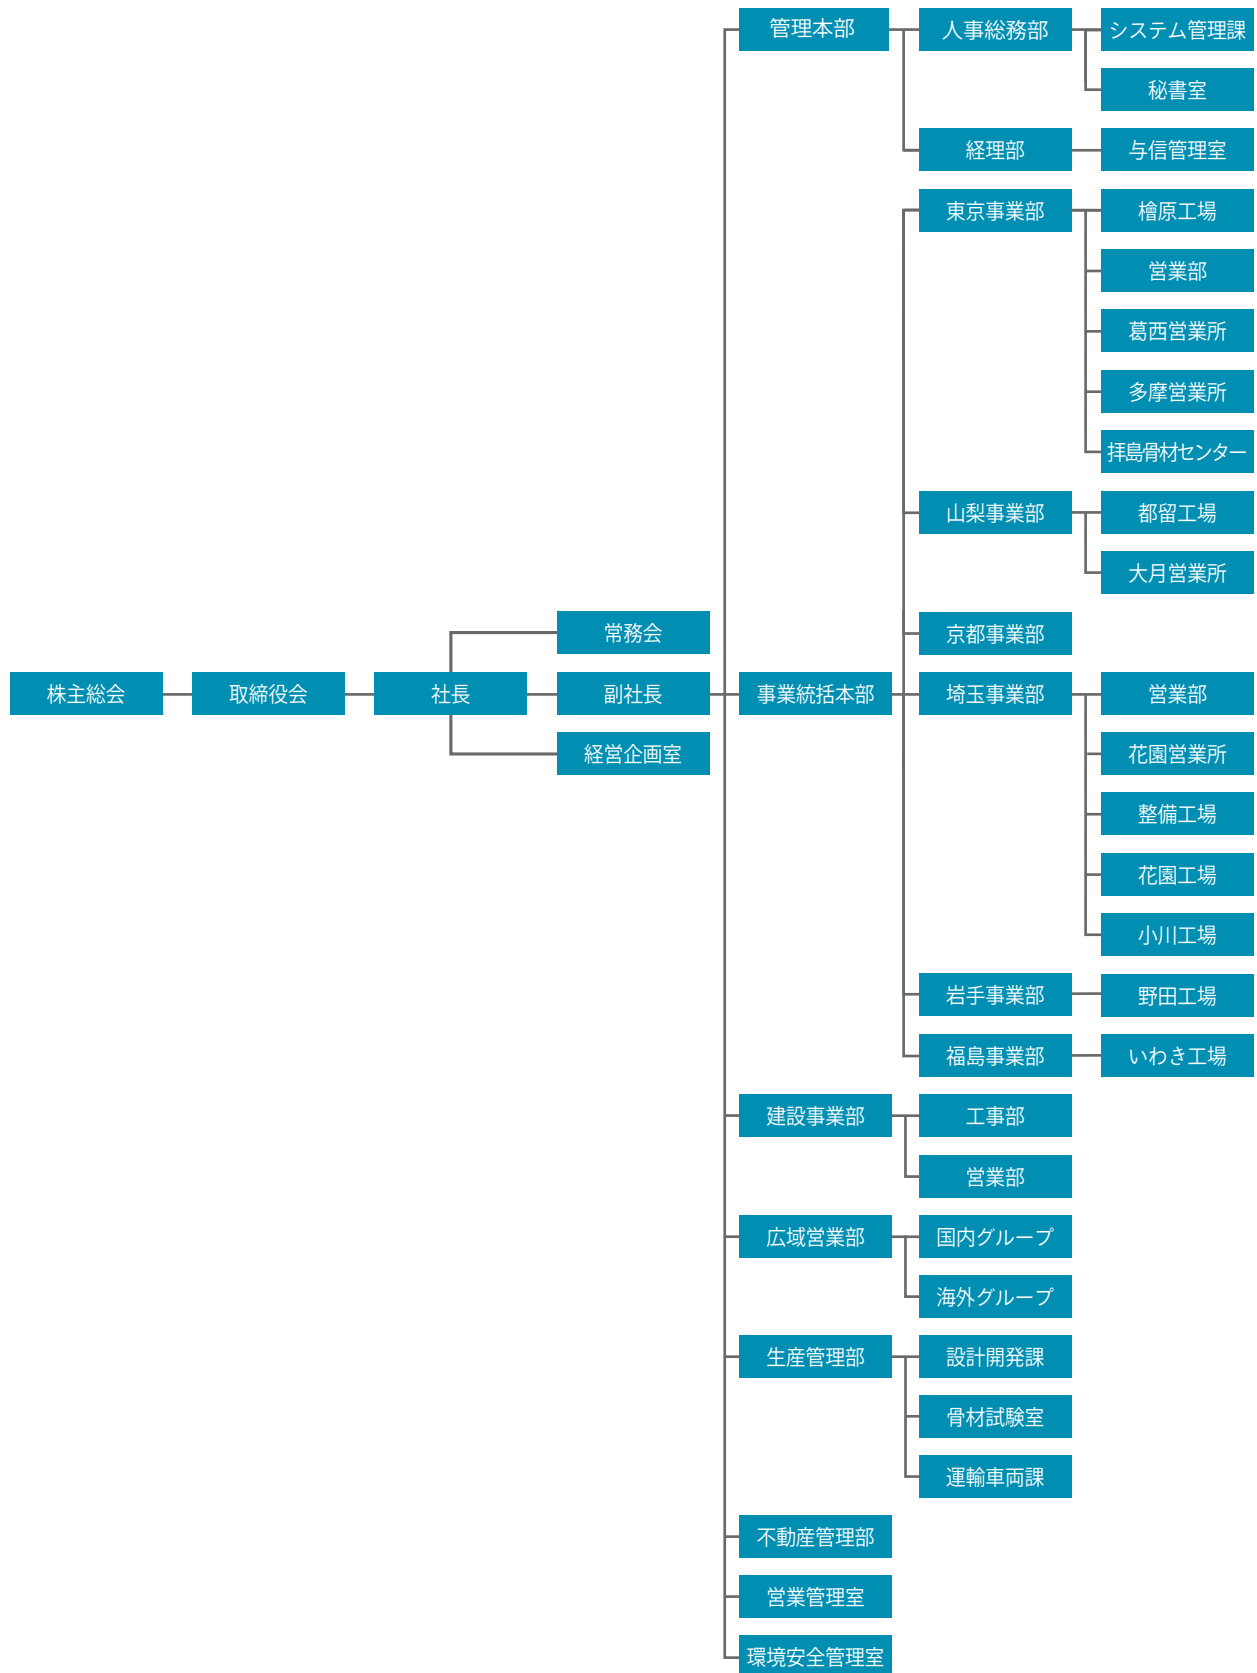 株主総会
取締役会
社長
常務会
副社長
経営企画室
管理本部
人事総務部
システム管理課
秘書室
経理部
与信管理室
事業統括本部
東京事業部
檜原工場
営業部
葛西営業所
多摩営業所
拝島骨材センター
山梨事業部
都留工場
大月営業所
京都事業部
埼玉事業部
営業部
花園営業所
整備工場
花園工場
小川工場
岩手事業部
野田工場
福島事業部
いわき工場
建設事業部
工事部
営業部
広域営業部
国内グループ
海外グループ
生産管理部
設計開発課
骨材試験室
運輸車両課
不動産管理部
営業管理室
環境安全管理室